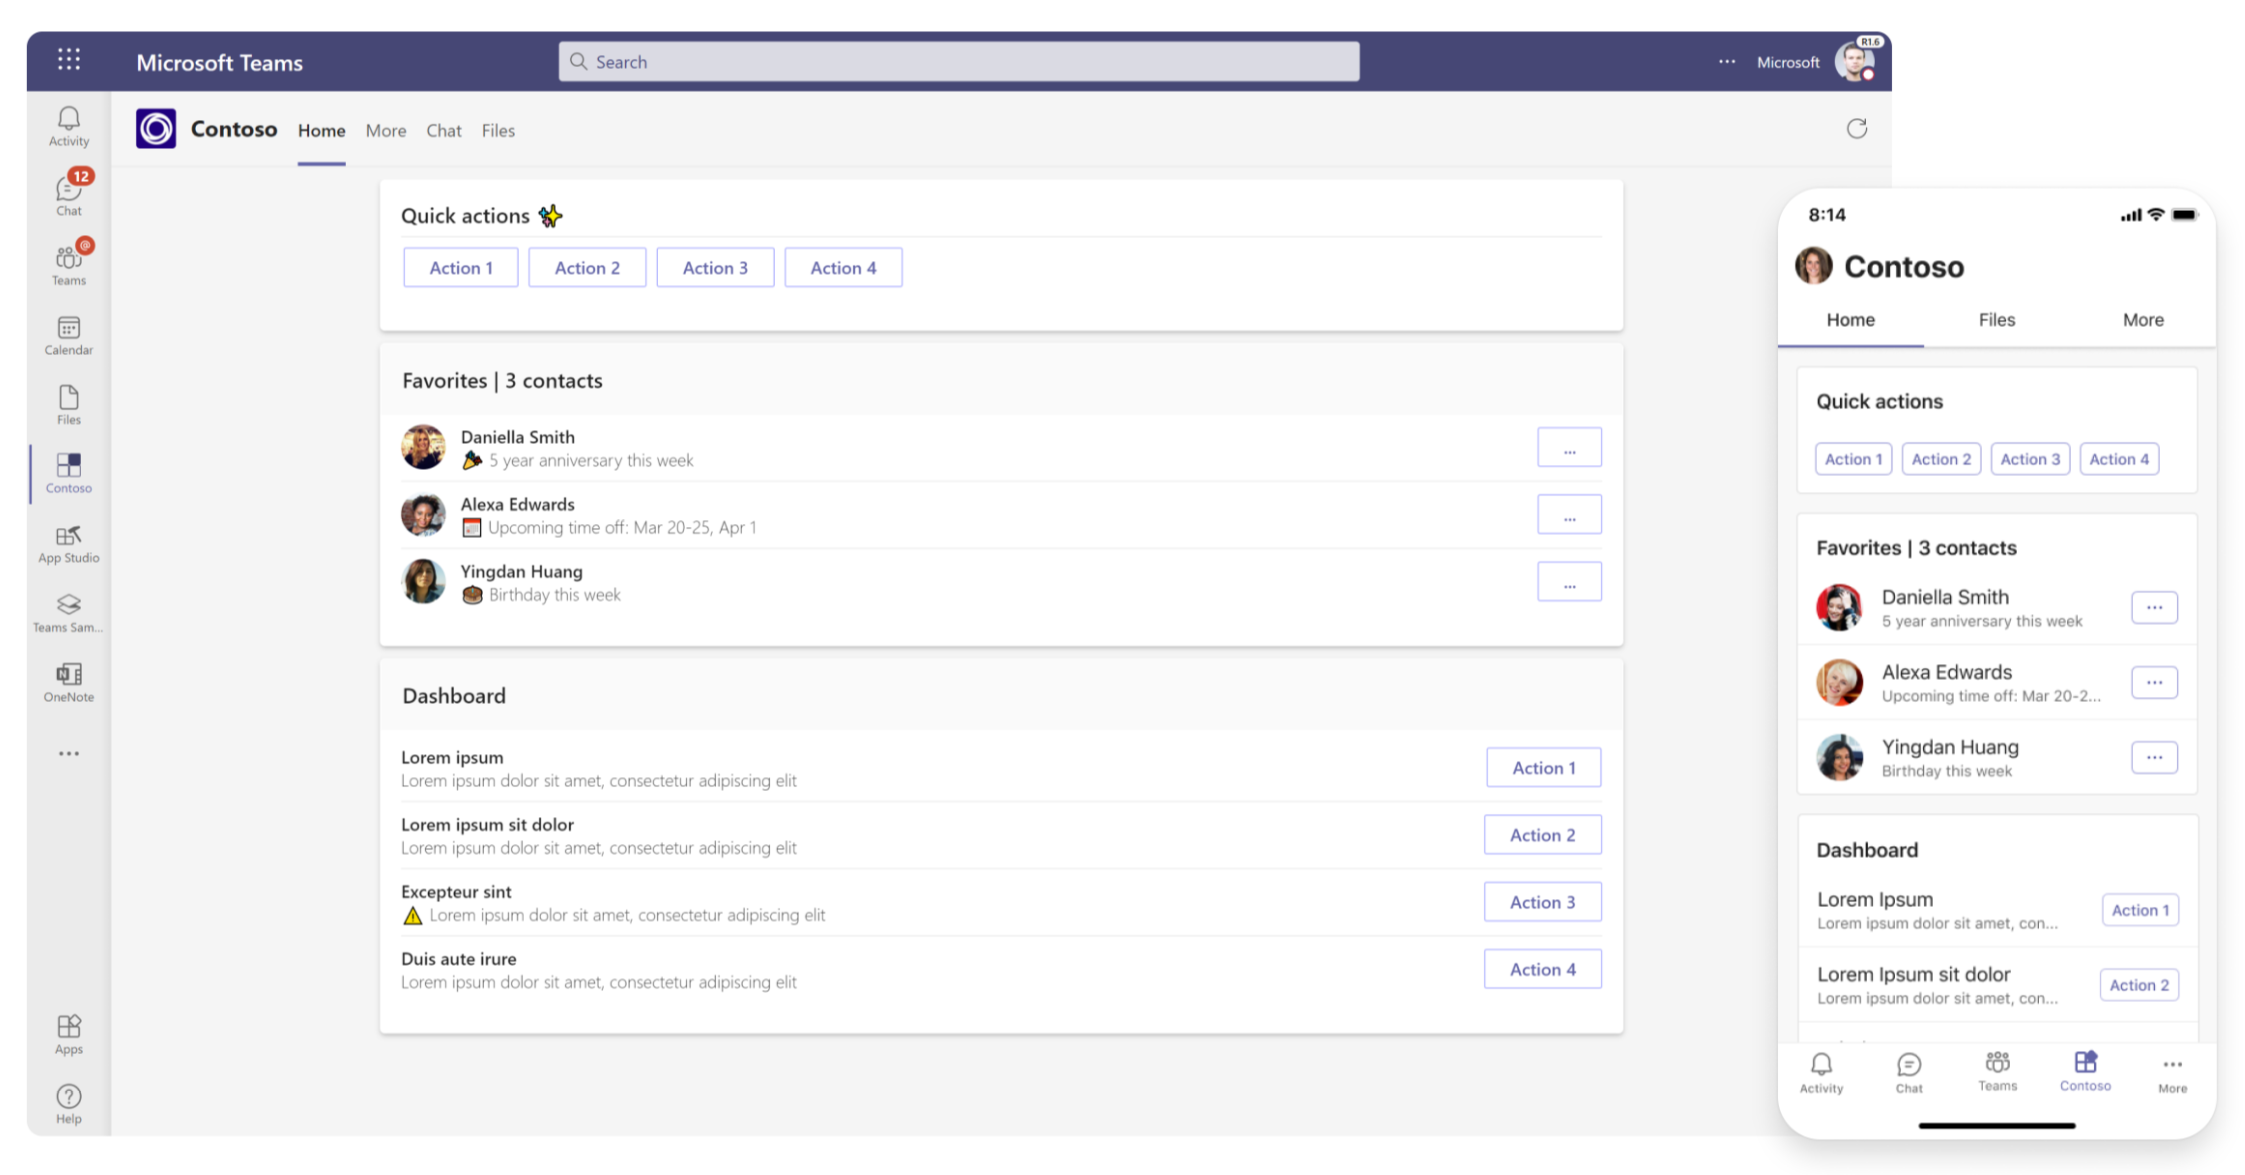 Microsoft Teams
Search
... Microsoft
R1.6
Activity
12
Chat
@
Teams
Calendar
Files
Contoso
App Studio
Teams Sam...
OneNote
...
Apps
Help
Contoso Home More Chat Files
Quick actions ✨
Action 1 Action 2 Action 3 Action 4
Favorites | 3 contacts
Daniella Smith
5 year anniversary this week
...
Alexa Edwards
Upcoming time off: Mar 20-25, Apr 1
...
Yingdan Huang
Birthday this week
...
Dashboard
Lorem ipsum
Lorem ipsum dolor sit amet, consectetur adipiscing elit
Action 1
Lorem ipsum sit dolor
Lorem ipsum dolor sit amet, consectetur adipiscing elit
Action 2
Excepteur sint
Lorem ipsum dolor sit amet, consectetur adipiscing elit
Action 3
Duis aute irure
Lorem ipsum dolor sit amet, consectetur adipiscing elit
Action 4
8:14
Contoso
Home Files More
Quick actions
Action 1 Action 2 Action 3 Action 4
Favorites | 3 contacts
Daniella Smith
5 year anniversary this week
...
Alexa Edwards
Upcoming time off: Mar 20-2...
...
Yingdan Huang
Birthday this week
...
Dashboard
Lorem Ipsum
Lorem ipsum dolor sit amet, con...
Action 1
Lorem Ipsum sit dolor
Lorem ipsum dolor sit amet, con...
Action 2
Activity Chat Teams Contoso More